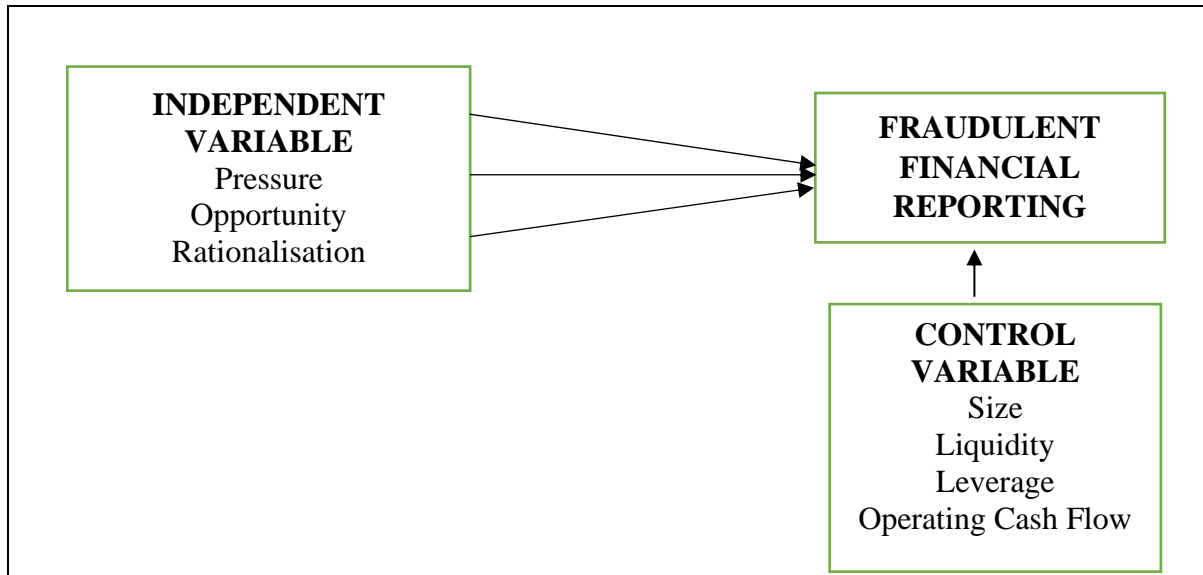 INDEPENDENT
VARIABLE
Pressure
Opportunity
Rationalisation
FRAUDULENT
FINANCIAL
REPORTING
CONTROL
VARIABLE
Size
Liquidity
Leverage
Operating Cash Flow